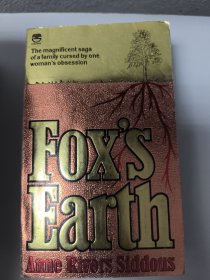 The magnificent saga
of a family cursed by one
woman's obsession
Fox's
Earth
Anne Rivers Siddons